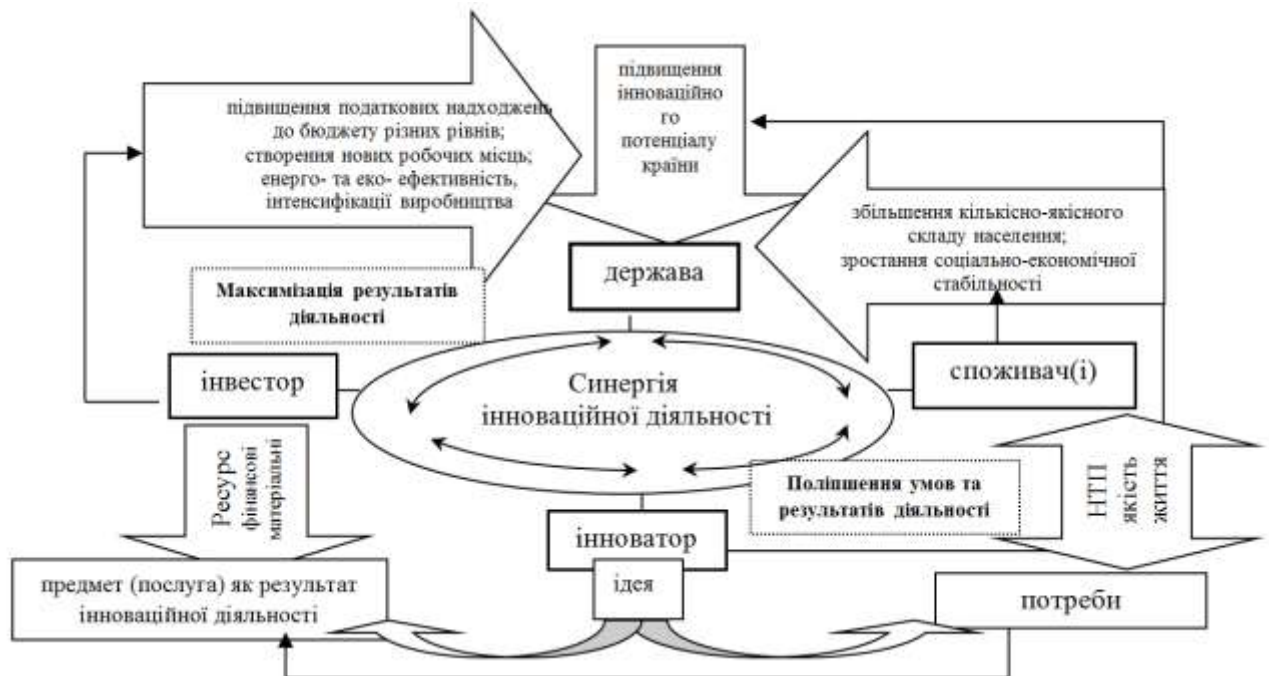 підвищення
інноваційно
го
потенціалу
країни
підвищення податкових надходжень
до бюджету різних рівнів;
створення нових робочих місць;
енерго- та еко- ефективність,
інтенсифікації виробництва
збільшення кількісно-якісного
складу населення;
зростання соціально-економічної
стабільності
держава
Максимізація результатів
діяльності
інвестор
Синергія
інноваційної діяльності
споживач(і)
Ресурс
фінансові
матеріальні
Поліпшення умов та
результатів діяльності
НТП
якість
життя
інноватор
ідея
предмет (послуга) як результат
інноваційної діяльності
потреби